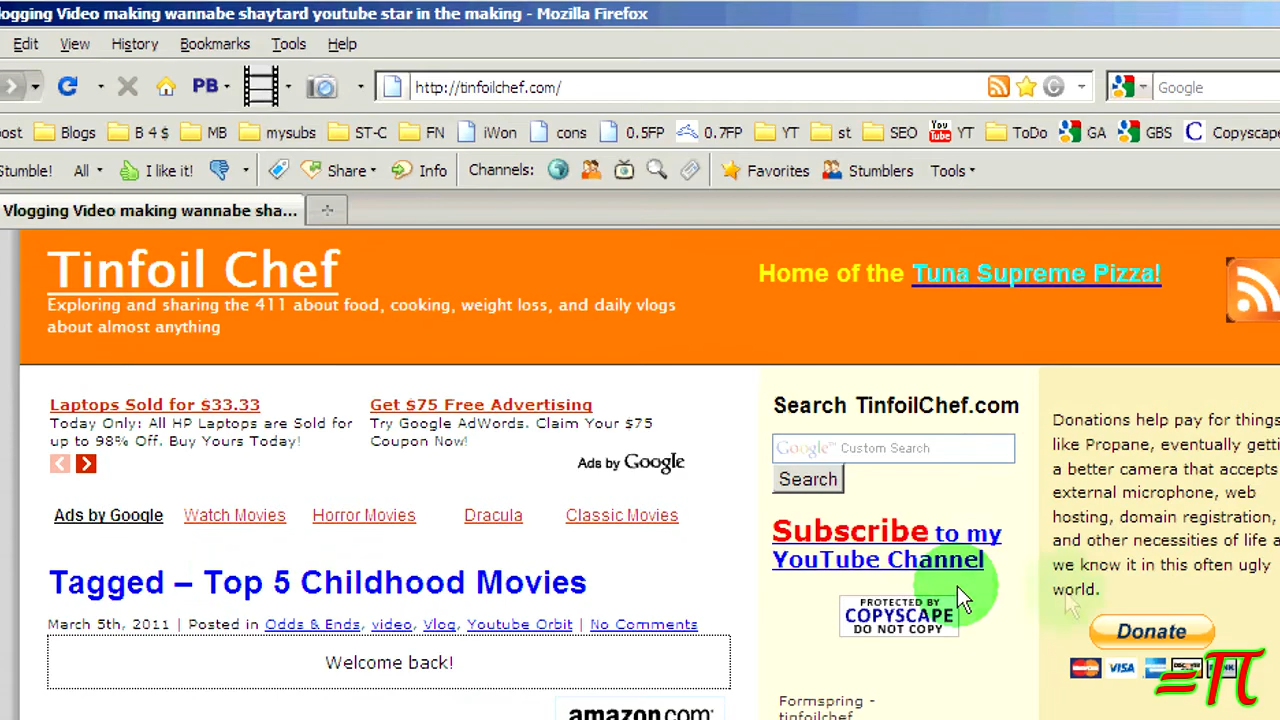 logging Video making wannabe shaytard youtube star in the making - Mozilla Firefox
Edit View History Bookmarks Tools Help
PB http://tinfoilchef.com/ Google
ost Blogs B 4 $ MB mysubs ST-C FN iWon cons 0.5FP 0.7FP YT st SEO You Tube YT ToDo GA GBS C Copyscape
Stumble! All I like it! Share Info Channels: Favorites Stumblers Tools
Vlogging Video making wannabe sha...
Tinfoil Chef
Exploring and sharing the 411 about food, cooking, weight loss, and daily vlogs
about almost anything
Home of the Tuna Supreme Pizza!
Laptops Sold for $33.33
Today Only: All HP Laptops are Sold for
up to 98% Off. Buy Yours Today!
Get $75 Free Advertising
Try Google AdWords. Claim Your $75
Coupon Now!
Ads by Google
Ads by Google Watch Movies Horror Movies Dracula Classic Movies
Tagged – Top 5 Childhood Movies
March 5th, 2011 | Posted in Odds & Ends, video, Vlog, Youtube Orbit | No Comments
Welcome back!
amazon.com:
Search TinfoilChef.com
Google™ Custom Search
Search
Subscribe to my
YouTube Channel
PROTECTED BY
COPYSCAPE
DO NOT COPY
Formspring -
tinfoilchef
Donations help pay for things
like Propane, eventually getti
a better camera that accepts
external microphone, web
hosting, domain registration,
and other necessities of life a
we know it in this often ugly
world.
Donate
VISA
=π